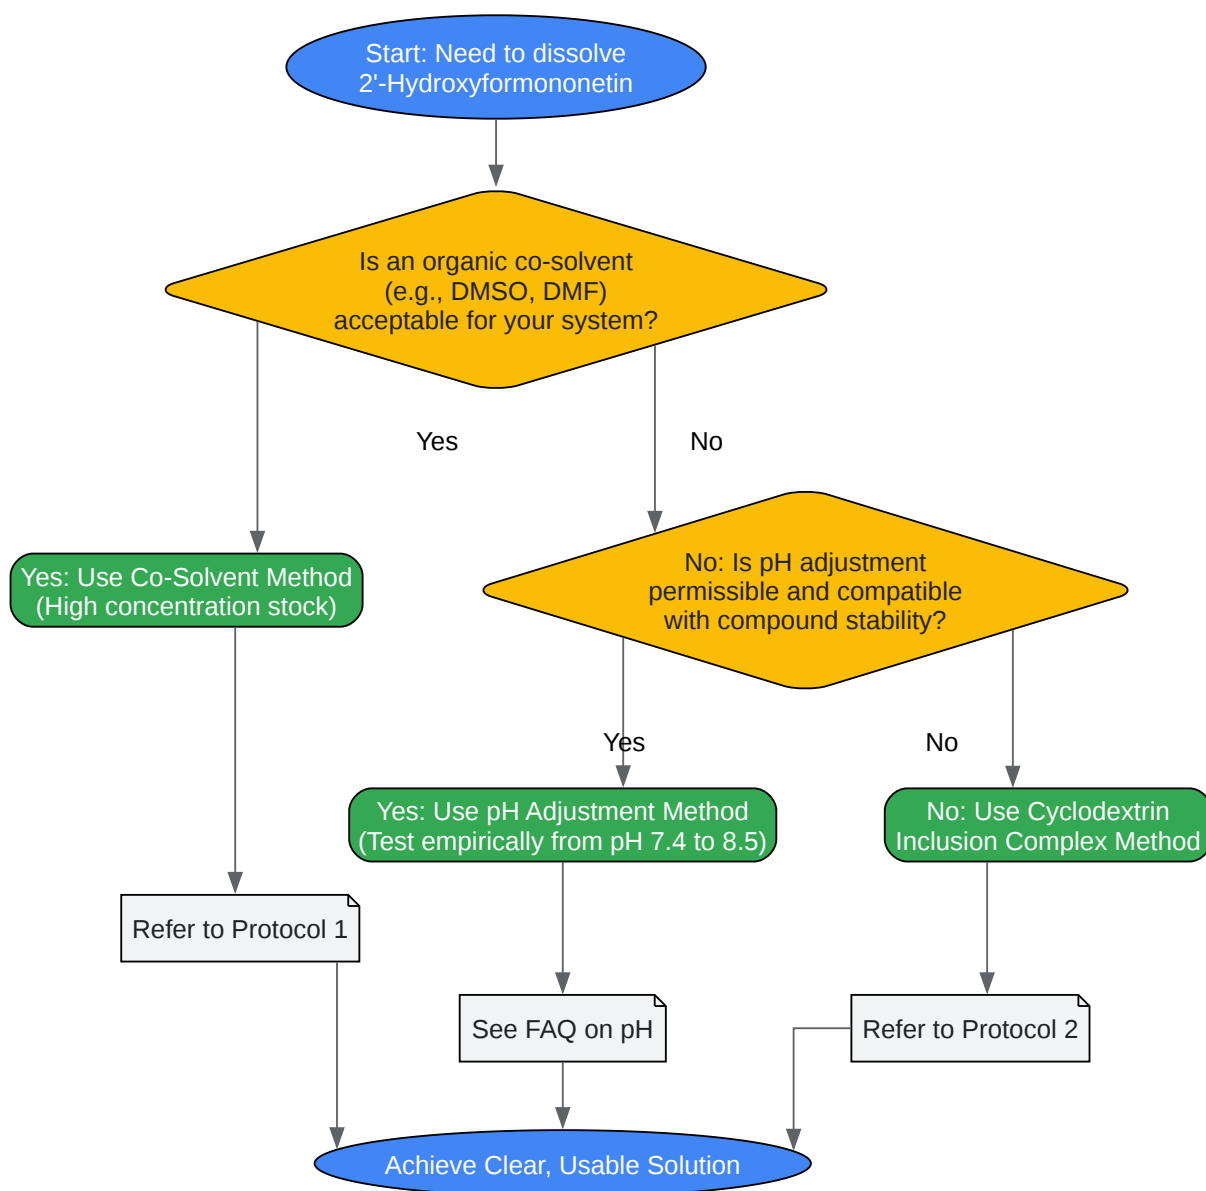 Start: Need to dissolve
2'-Hydroxyformononetin
Is an organic co-solvent
(e.g., DMSO, DMF)
acceptable for your system?
Yes
No
Yes: Use Co-Solvent Method
(High concentration stock)
No: Is pH adjustment
permissible and compatible
with compound stability?
Yes
No
Yes: Use pH Adjustment Method
(Test empirically from pH 7.4 to 8.5)
No: Use Cyclodextrin
Inclusion Complex Method
Refer to Protocol 1
See FAQ on pH
Refer to Protocol 2
Achieve Clear, Usable Solution